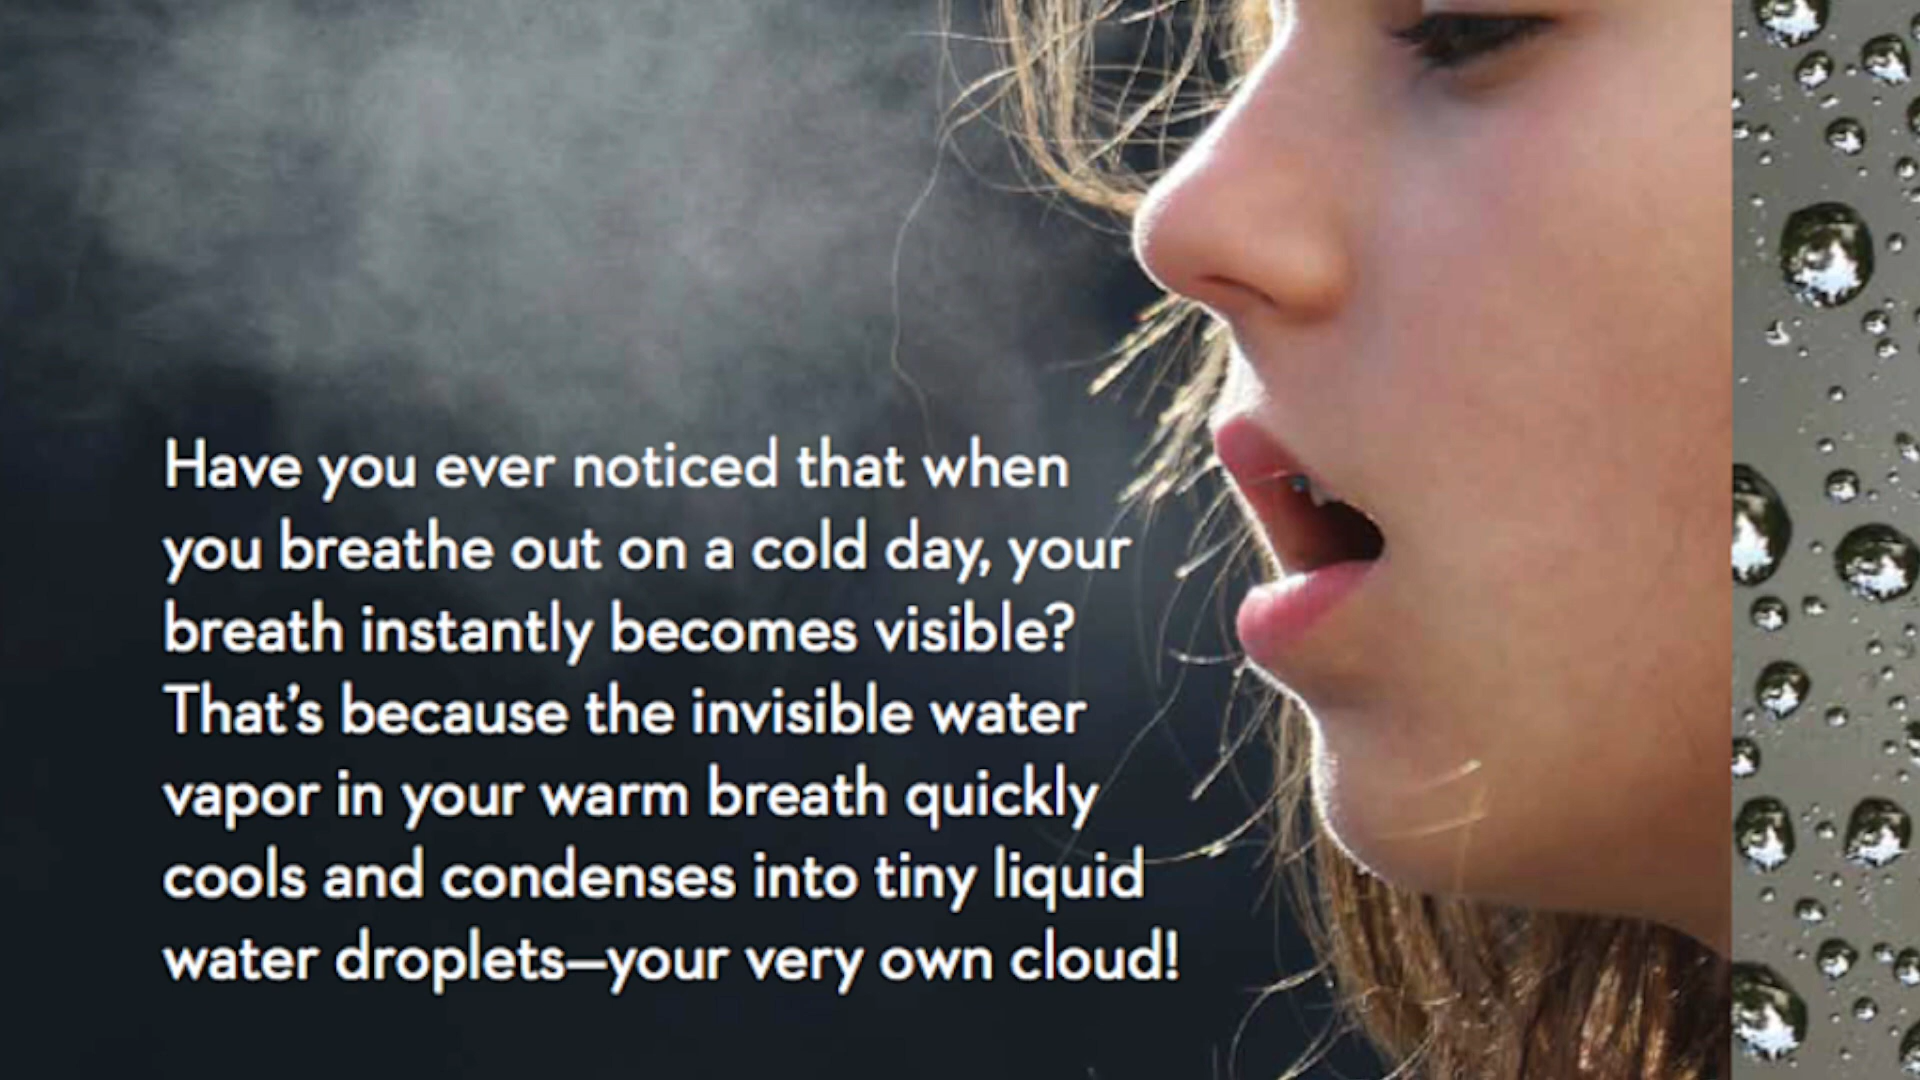 Have you ever noticed that when
you breathe out on a cold day, your
breath instantly becomes visible?
That’s because the invisible water
vapor in your warm breath quickly
cools and condenses into tiny liquid
water droplets—your very own cloud!